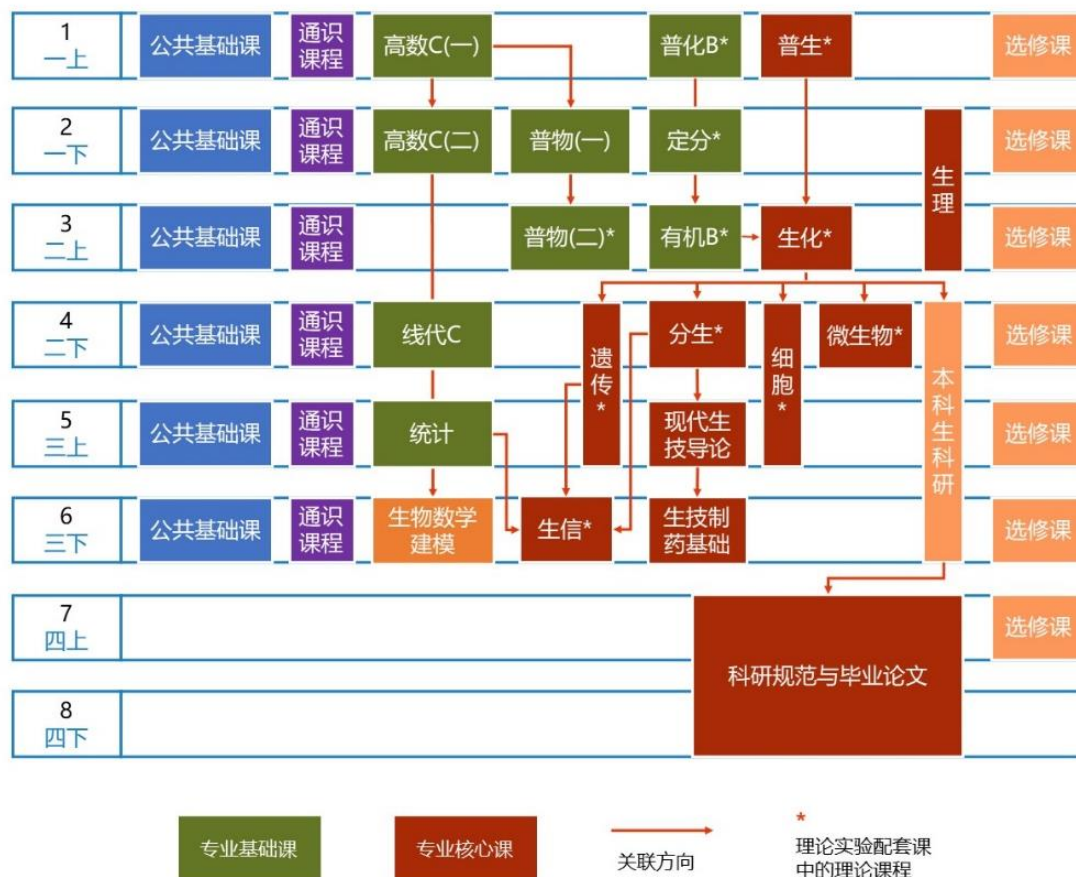 1
一上
公共基础课
通识
课程
高数C(一)
普化B*
普生*
选修课
2
一下
公共基础课
通识
课程
高数C(二)
普物(一)
定分*
生理
选修课
3
二上
公共基础课
通识
课程
普物(二)*
有机B*
生化*
选修课
4
二下
公共基础课
通识
课程
线代C
遗传*
分生*
细胞*
微生物*
本科生科研
选修课
5
三上
公共基础课
通识
课程
统计
现代生
技导论
选修课
6
三下
公共基础课
通识
课程
生物数学
建模
生信*
生技制
药基础
选修课
7
四上
科研规范与毕业论文
选修课
8
四下
专业基础课
专业核心课
关联方向
*
理论实验配套课
中的理论课程